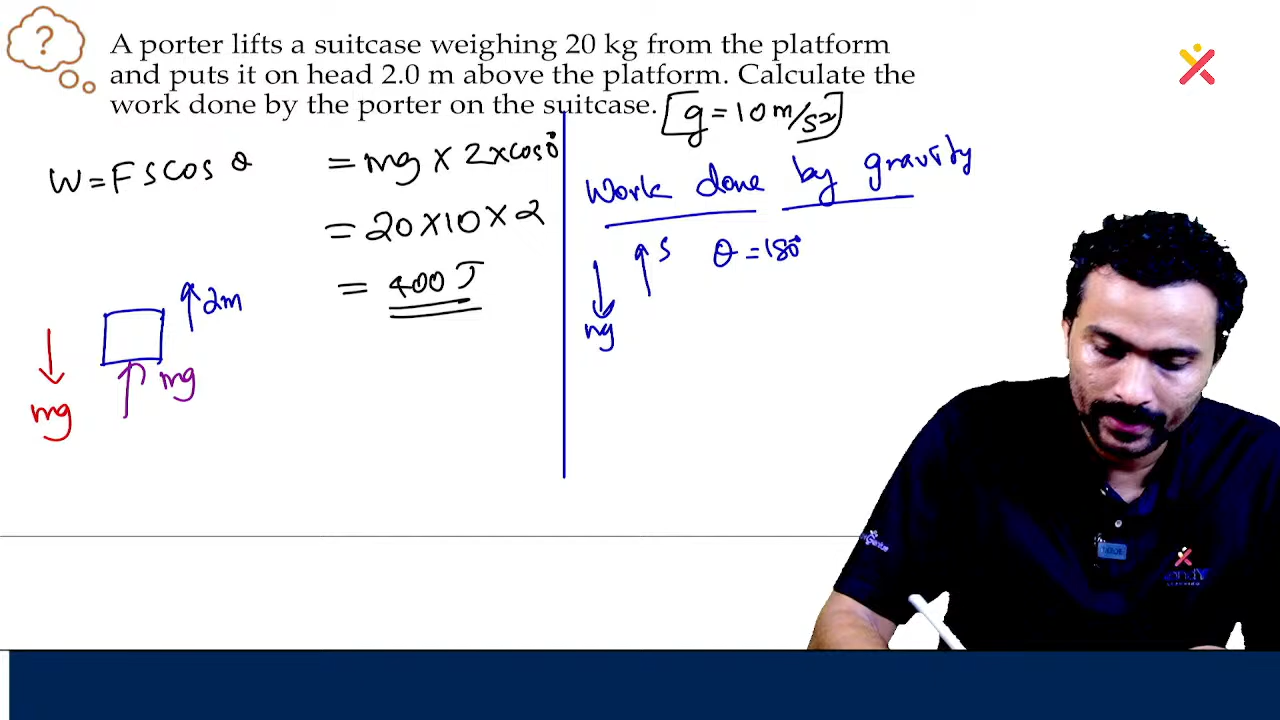 ?
A porter lifts a suitcase weighing 20 kg from the platform
and puts it on head 2.0 m above the platform. Calculate the
work done by the porter on the suitcase.
[g = 10 m/s2]
W = F S cos θ
= mg × 2 × cos 0°
= 20 × 10 × 2
= 400 J
2m
mg
mg
Work done by gravity
S
θ = 180°
mg